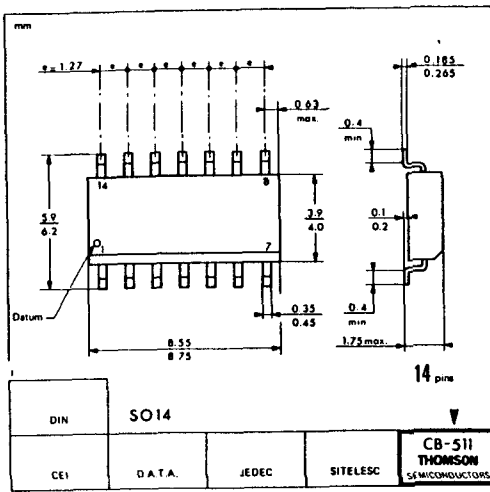 mm
e = 1.27 e e e e e
0.185
0.265
0.63
max.
0.4
min
14 8
5.9
6.2
3.9
4.0
0.1
0.2
1 7
Datum
0.35
0.45
0.4
min
8.55
8.75
1.75 max.
14 pins
DIN SO14
CEI D.A.T.A. JEDEC SITELESC CB-511
THOMSON
SEMICONDUCTORS